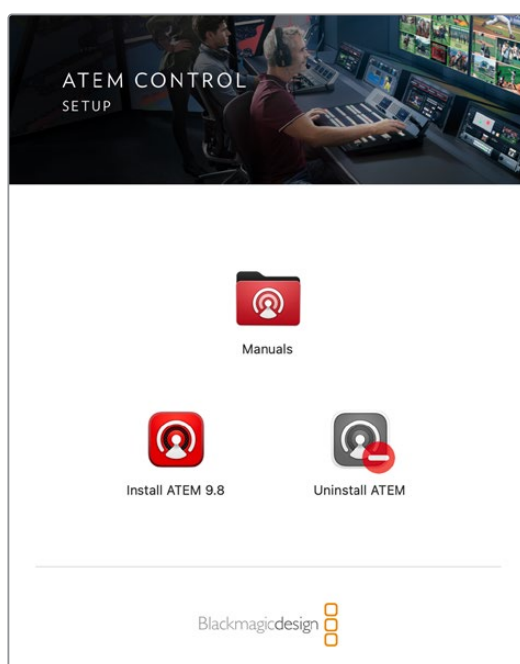 ATEM CONTROL
SETUP
Manuals
Install ATEM 9.8
Uninstall ATEM
Blackmagicdesign